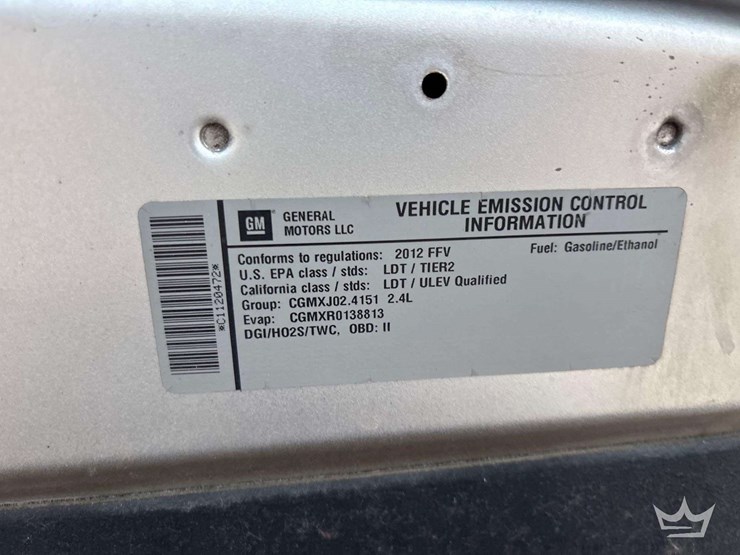 *C1120472*
GM
GENERAL
MOTORS LLC
VEHICLE EMISSION CONTROL
INFORMATION
Conforms to regulations: 2012 FFV
Fuel: Gasoline/Ethanol
U.S. EPA class / stds: LDT / TIER2
California class / stds: LDT / ULEV Qualified
Group: CGMXJ02.4151 2.4L
Evap: CGMXR0138813
DGI/HO2S/TWC, OBD: II